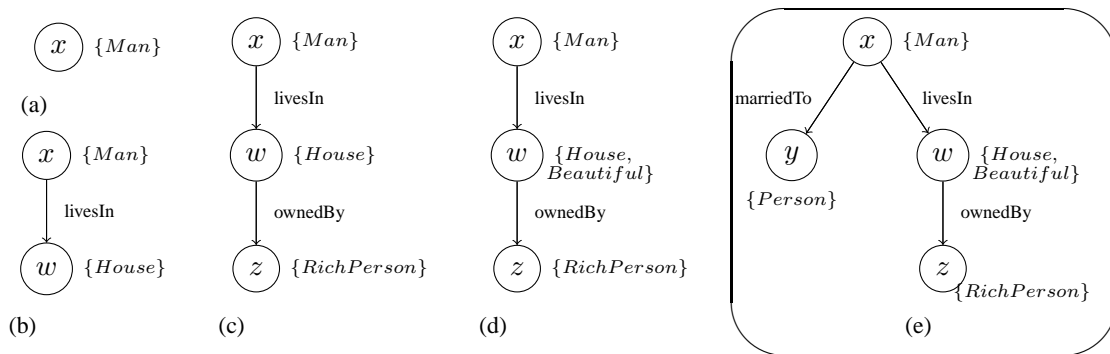 x {Man}
(a)
x {Man}
livesIn
w {House}
(b)
x {Man}
livesIn
w {House}
ownedBy
z {RichPerson}
(c)
x {Man}
livesIn
w {House,
Beautiful}
ownedBy
z {RichPerson}
(d)
x {Man}
marriedTo livesIn
y w {House,
Beautiful}
{Person}
ownedBy
z
{RichPerson}
(e)